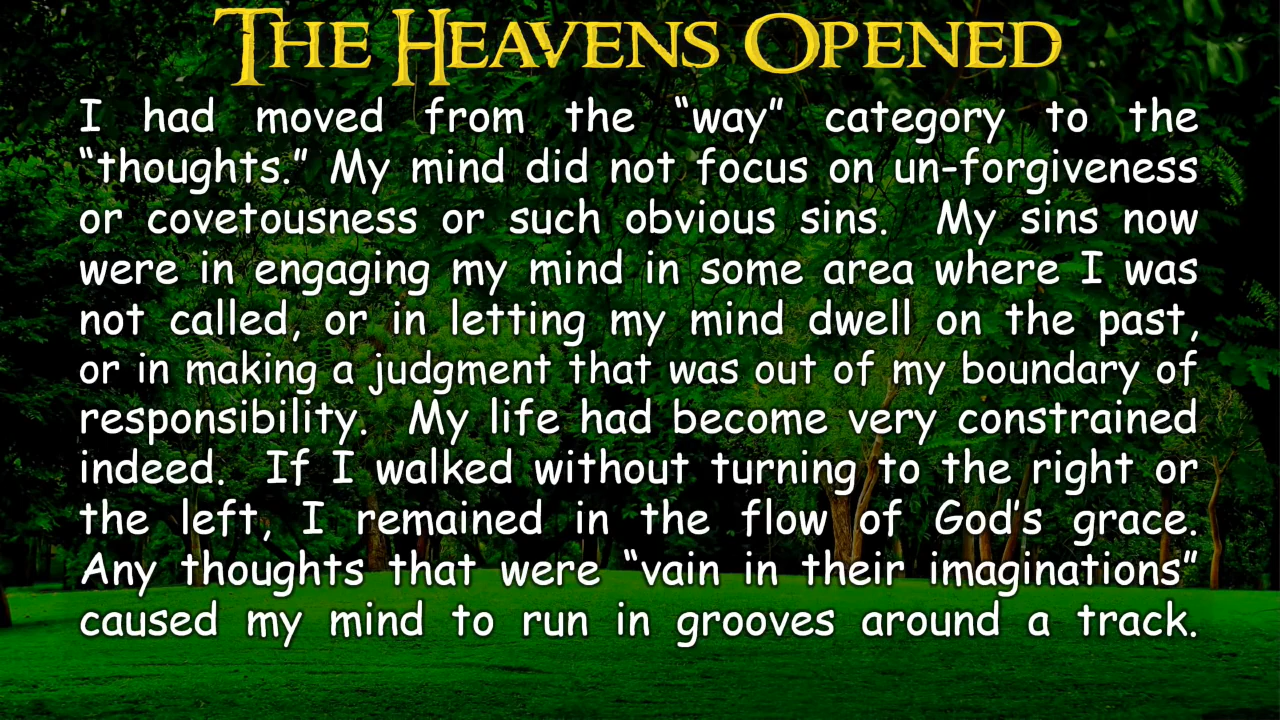 The Heavens Opened
I had moved from the “way” category to the
“thoughts.” My mind did not focus on un-forgiveness
or covetousness or such obvious sins. My sins now
were in engaging my mind in some area where I was
not called, or in letting my mind dwell on the past,
or in making a judgment that was out of my boundary of
responsibility. My life had become very constrained
indeed. If I walked without turning to the right or
the left, I remained in the flow of God’s grace.
Any thoughts that were “vain in their imaginations”
caused my mind to run in grooves around a track.